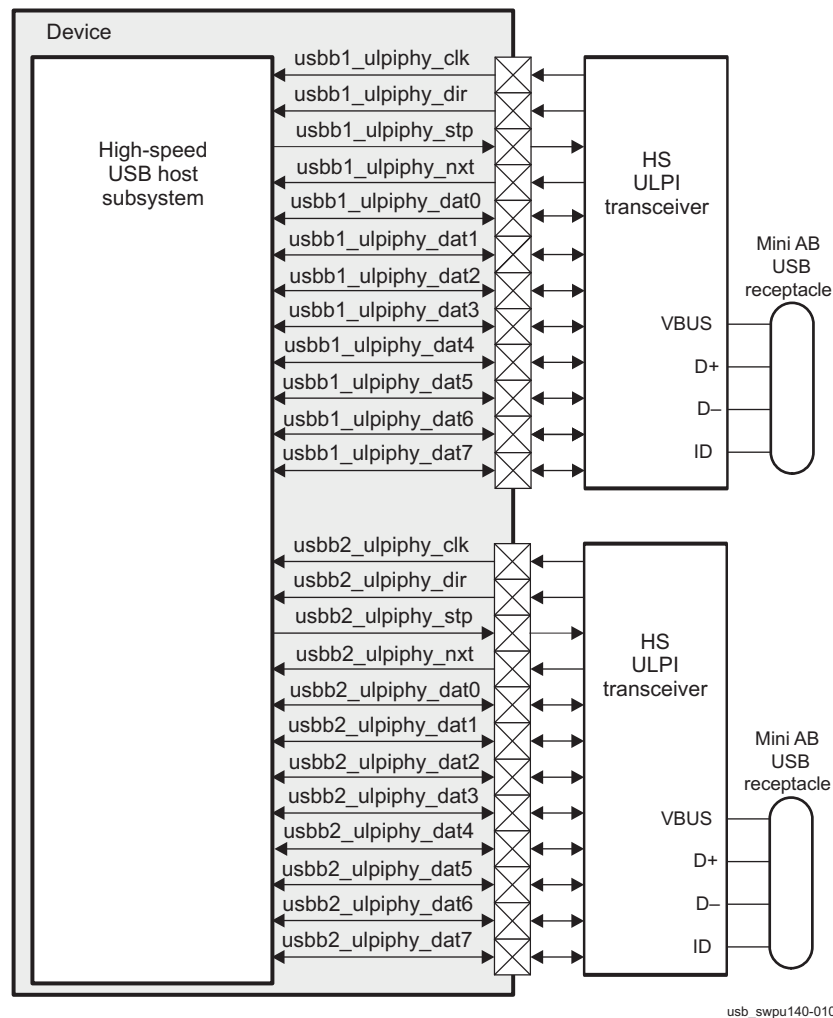 Device
High-speed
USB host
subsystem
usbb1_ulpiphy_clk
usbb1_ulpiphy_dir
usbb1_ulpiphy_stp
usbb1_ulpiphy_nxt
usbb1_ulpiphy_dat0
usbb1_ulpiphy_dat1
usbb1_ulpiphy_dat2
usbb1_ulpiphy_dat3
usbb1_ulpiphy_dat4
usbb1_ulpiphy_dat5
usbb1_ulpiphy_dat6
usbb1_ulpiphy_dat7
HS
ULPI
transceiver
VBUS
D+
D–
ID
Mini AB
USB
receptacle
usbb2_ulpiphy_clk
usbb2_ulpiphy_dir
usbb2_ulpiphy_stp
usbb2_ulpiphy_nxt
usbb2_ulpiphy_dat0
usbb2_ulpiphy_dat1
usbb2_ulpiphy_dat2
usbb2_ulpiphy_dat3
usbb2_ulpiphy_dat4
usbb2_ulpiphy_dat5
usbb2_ulpiphy_dat6
usbb2_ulpiphy_dat7
HS
ULPI
transceiver
VBUS
D+
D–
ID
Mini AB
USB
receptacle
usb_swpu140-010